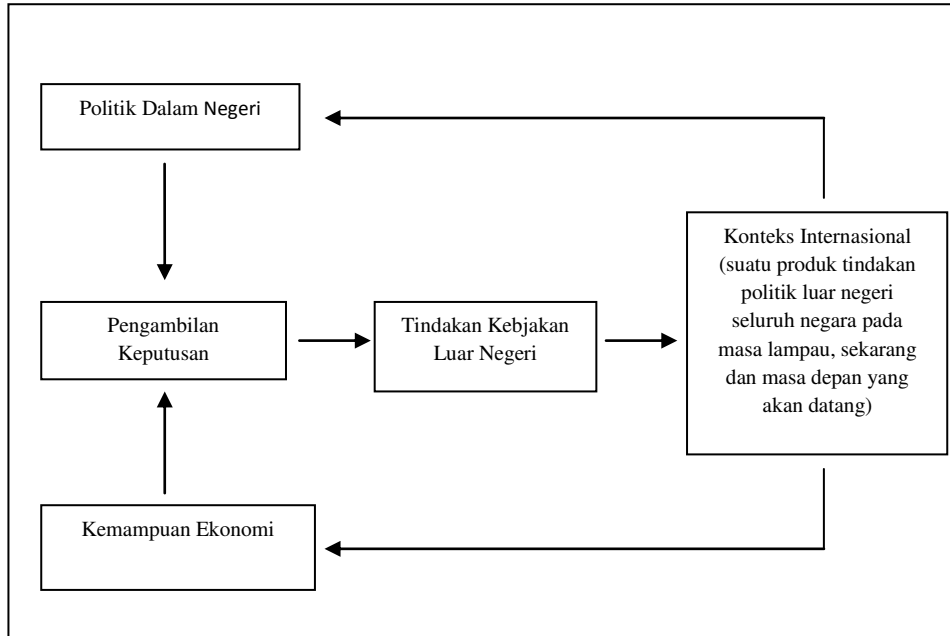 Politik Dalam Negeri
Pengambilan
Keputusan
Tindakan Kebjakan
Luar Negeri
Konteks Internasional
(suatu produk tindakan
politik luar negeri
seluruh negara pada
masa lampau, sekarang
dan masa depan yang
akan datang)
Kemampuan Ekonomi